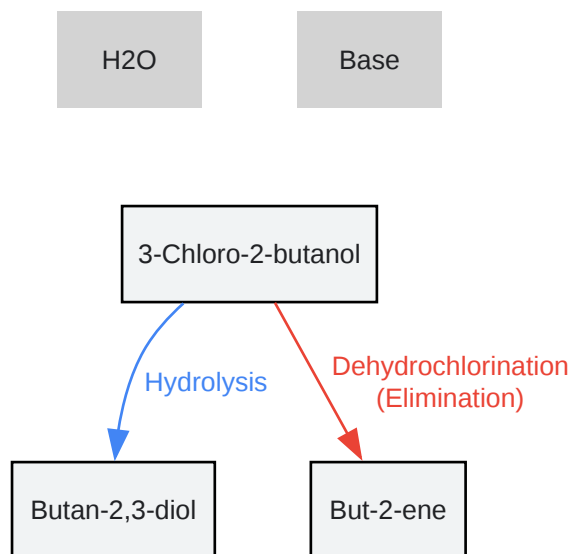 H2O
Base
3-Chloro-2-butanol
Hydrolysis
Dehydrochlorination
(Elimination)
Butan-2,3-diol
But-2-ene